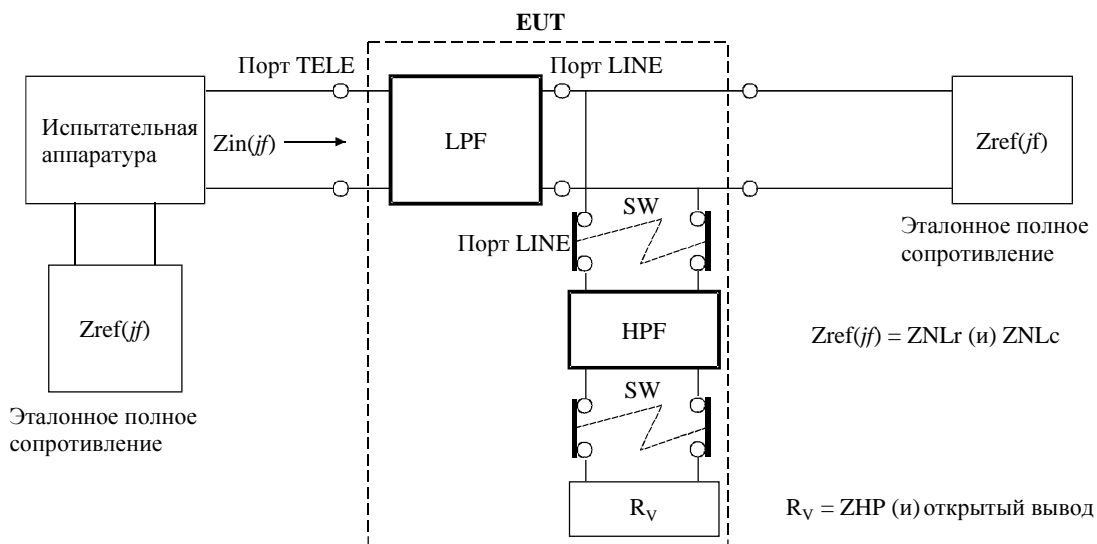 EUT
Порт TELE
Порт LINE
Испытательная
аппаратура
Zin(jf)
LPF
Zref(jf)
SW
Порт LINE
Эталонное полное
сопротивление
Zref(jf)
HPF
Zref(jf) = ZNLr (и) ZNLc
SW
Эталонное полное
сопротивление
RV
RV = ZHP (и) открытый вывод